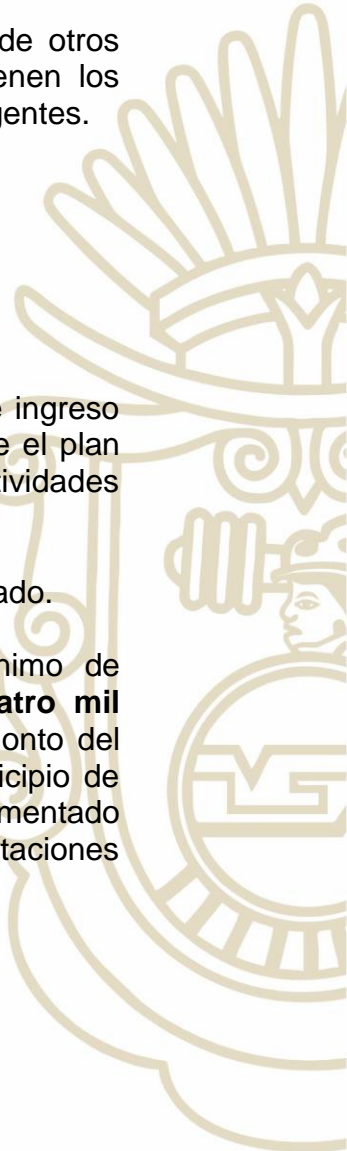 de otros
enen los
gentes.
ingreso
e el plan
tividades
ado.
nimo de
atro mil
onto del
icipio de
mentado
taciones